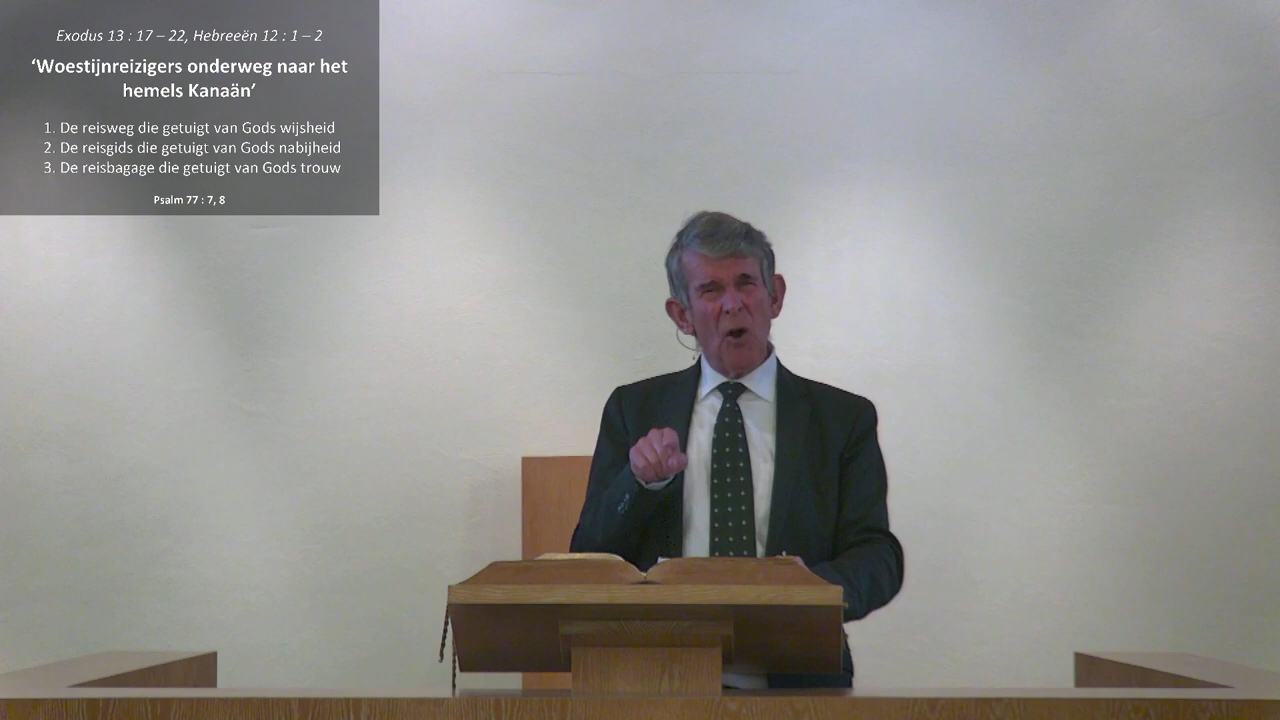 Exodus 13 : 17 – 22, Hebreeën 12 : 1 – 2
‘Woestijnreizigers onderweg naar het
hemels Kanaän’
1. De reisweg die getuigt van Gods wijsheid
2. De reisgids die getuigt van Gods nabijheid
3. De reisbagage die getuigt van Gods trouw
Psalm 77 : 7, 8